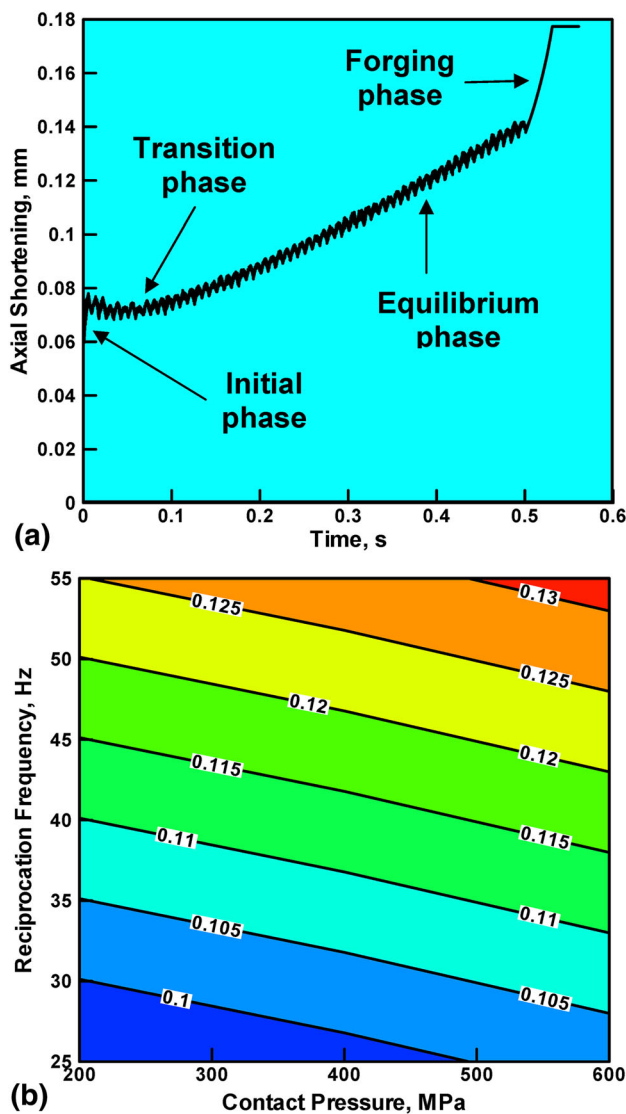 0.18
0.16
0.14
0.12
0.1
0.08
0.06
0.04
0.02
0
Axial Shortening, mm
Forging
phase
Transition
phase
Equilibrium
phase
Initial
phase
0
0.1
0.2
0.3
0.4
0.5
0.6
(a)
Time, s
55
50
45
40
35
30
25
Reciprocation Frequency, Hz
0.13
0.125
0.125
0.12
0.12
0.115
0.115
0.11
0.11
0.105
0.105
0.1
200
300
400
500
600
(b)
Contact Pressure, MPa